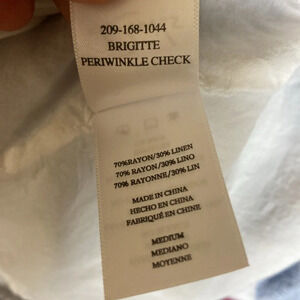 209-168-1044
BRIGITTE
PERIWINKLE CHECK
70%RAYON/30% LINEN
70% RAYON/30% LINO
70% RAYONNE/30% LIN
MADE IN CHINA
HECHO EN CHINA
FABRIQUÉ EN CHINE
MEDIUM
MEDIANO
MOYENNE